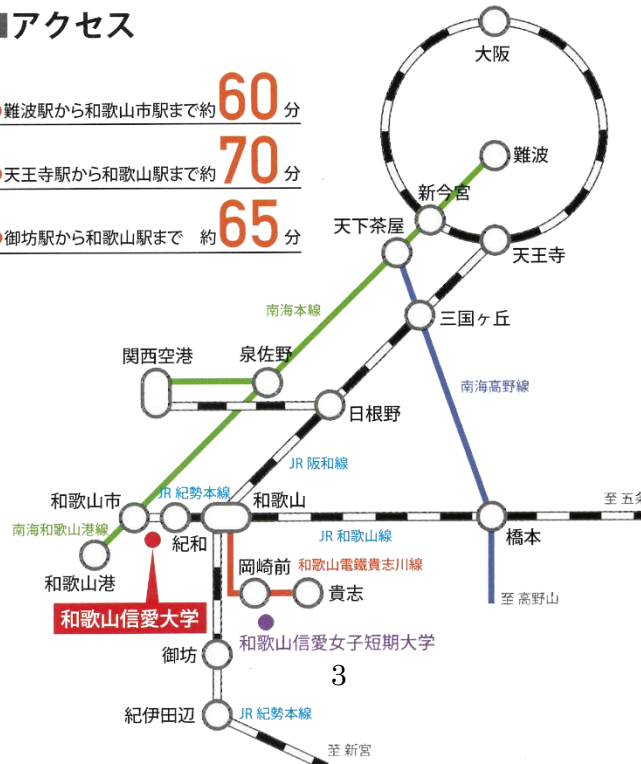 アクセス
難波駅から和歌山市駅まで約60分
天王寺駅から和歌山駅まで約70分
御坊駅から和歌山駅まで 約65分
大阪
難波
新今宮
天下茶屋
天王寺
南海本線
三国ヶ丘
関西空港
泉佐野
南海高野線
日根野
JR 阪和線
和歌山市
JR 紀勢本線
和歌山
至 五条
南海和歌山港線
紀和
JR 和歌山線
橋本
和歌山港
岡崎前
和歌山電鐵貴志川線
貴志
至 高野山
和歌山信愛大学
和歌山信愛女子短期大学
御坊
3
紀伊田辺
JR 紀勢本線
至 新宮